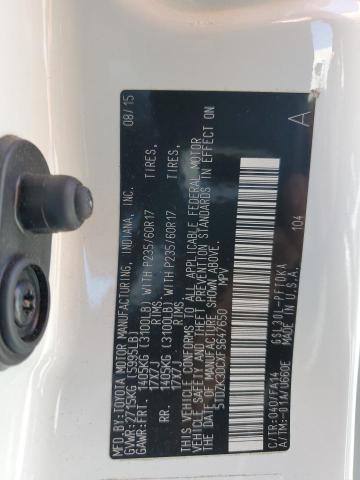 MFD. BY: TOYOTA MOTOR MANUFACTURING, INDIANA, INC. 08/15
GVWR: 2715KG (5985LB)
GAWR: FRT. 1405KG (3100LB) WITH P235/60R17 TIRES,
17X7J RIMS
RR. 1405KG (3100LB) WITH P235/60R17 TIRES,
17X7J RIMS
THIS VEHICLE CONFORMS TO ALL APPLICABLE FEDERAL MOTOR
VEHICLE SAFETY AND THEFT PREVENTION STANDARDS IN EFFECT
ON THE DATE OF MANUFACTURE SHOWN ABOVE. A
MPV
104
C/TR: 040/FA14 GSL30L-PFTQKA
A/TM: -01A/U660E MADE IN U.S.A.